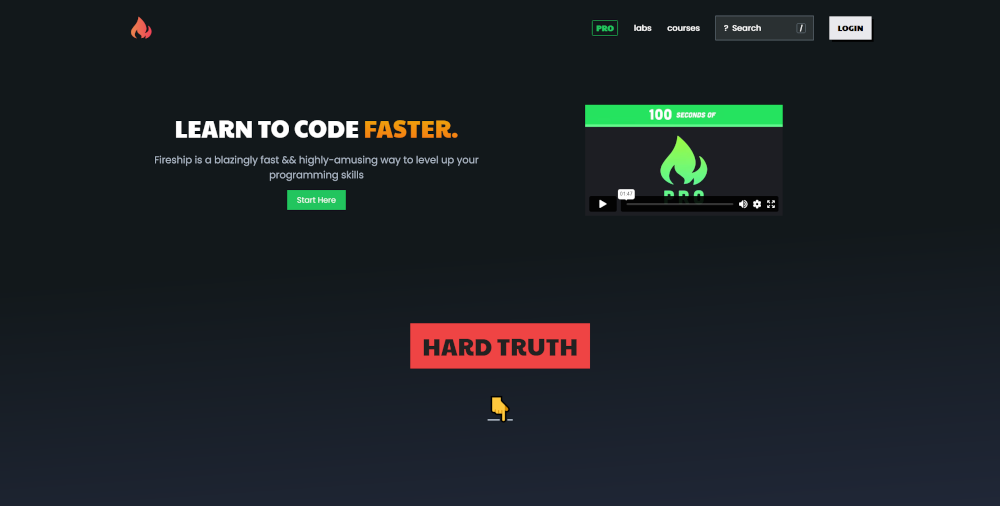 PRO
labs
courses
? Search
/
LOGIN
LEARN TO CODE FASTER.
Fireship is a blazingly fast && highly-amusing way to level up your
programming skills
Start Here
100 SECONDS OF
PRO
01:47
HARD TRUTH